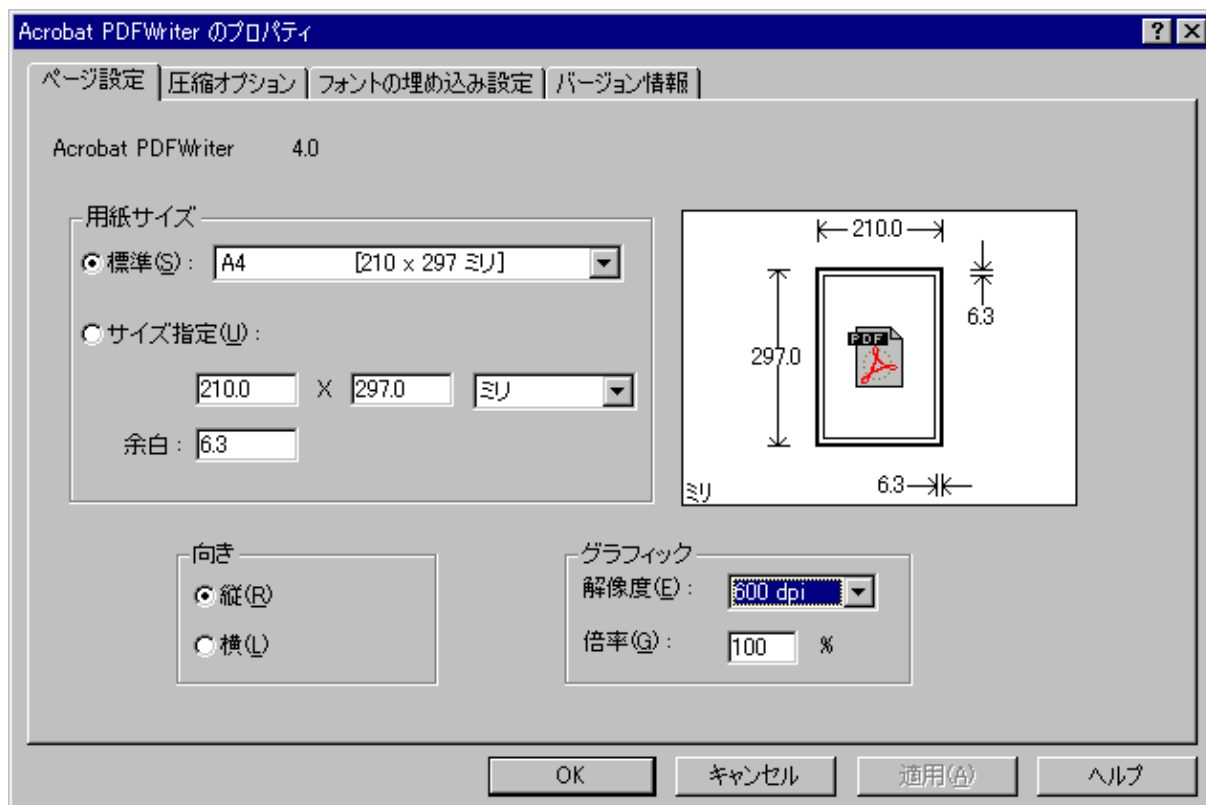 Acrobat PDFWriter のプロパティ
ページ設定 圧縮オプション フォントの埋め込み設定 バージョン情報
Acrobat PDFWriter 4.0
用紙サイズ
標準(S)： A4 [210 x 297 ミリ]
サイズ指定(U)：
210.0 X 297.0 ミリ
余白： 6.3
210.0
6.3
297.0
PDF
6.3
ミリ
向き
縦(R)
横(L)
グラフィック
解像度(E)： 600 dpi
倍率(G)： 100 %
OK キャンセル 適用(A) ヘルプ